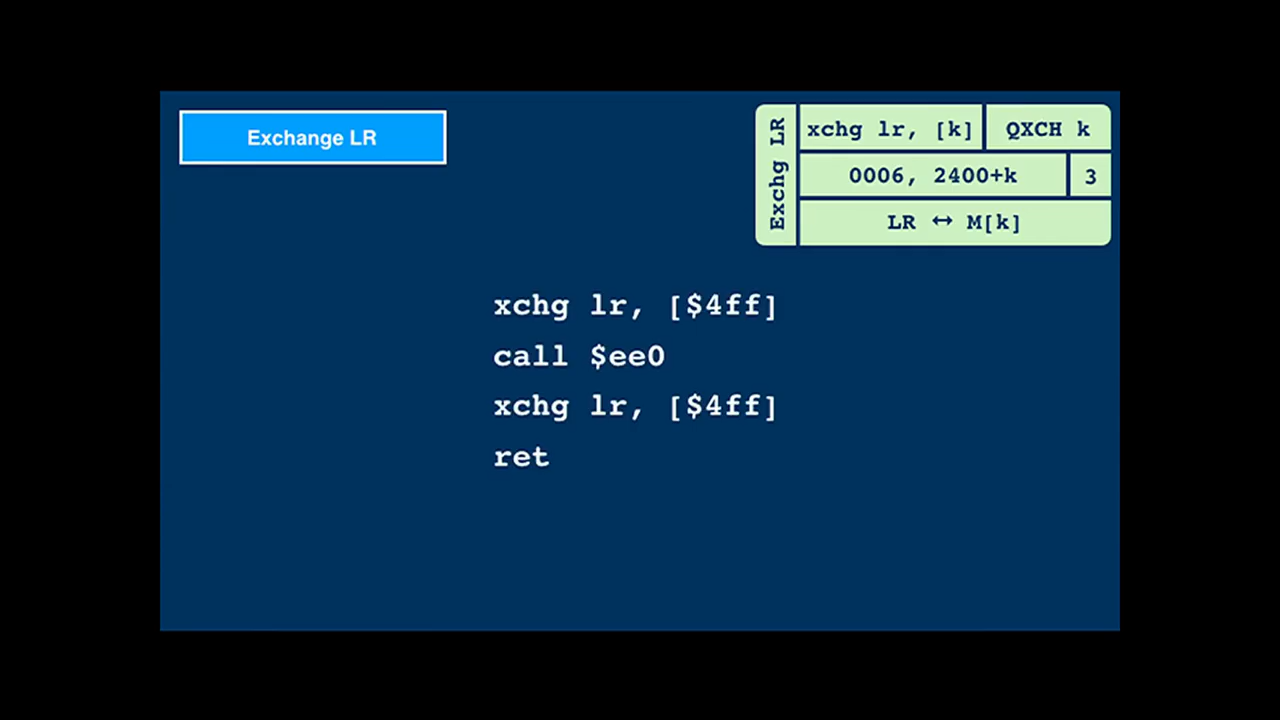 Exchange LR
Exchg LR
xchg lr, [k]
QXCH k
0006, 2400+k
3
LR ↔ M[k]
xchg lr, [$4ff]
call $ee0
xchg lr, [$4ff]
ret